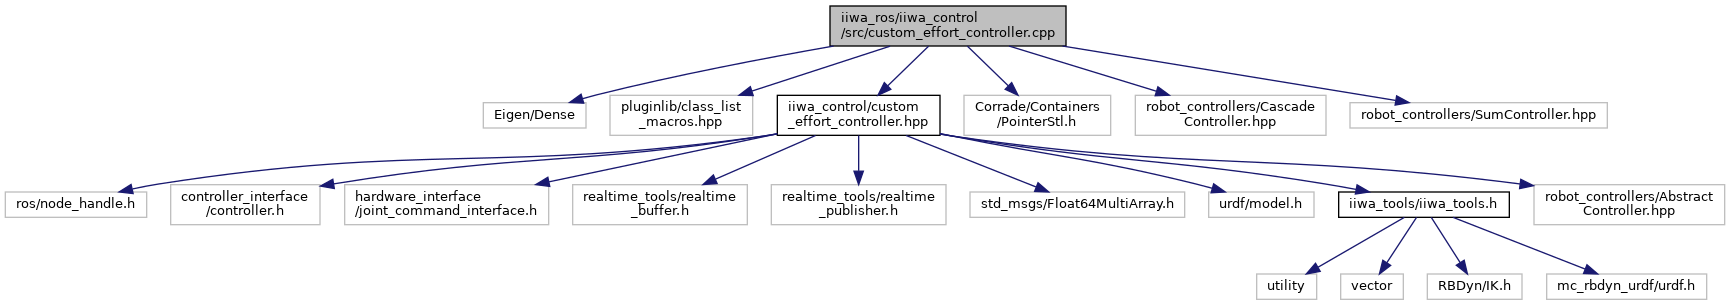 iiwa_ros/iiwa_control
/src/custom_effort_controller.cpp
Eigen/Dense
pluginlib/class_list
_macros.hpp
iiwa_control/custom
_effort_controller.hpp
Corrade/Containers
/PointerStl.h
robot_controllers/Cascade
Controller.hpp
robot_controllers/SumController.hpp
ros/node_handle.h
controller_interface
/controller.h
hardware_interface
/joint_command_interface.h
realtime_tools/realtime
_buffer.h
realtime_tools/realtime
_publisher.h
std_msgs/Float64MultiArray.h
urdf/model.h
iiwa_tools/iiwa_tools.h
robot_controllers/Abstract
Controller.hpp
utility
vector
RBDyn/IK.h
mc_rbdyn_urdf/urdf.h